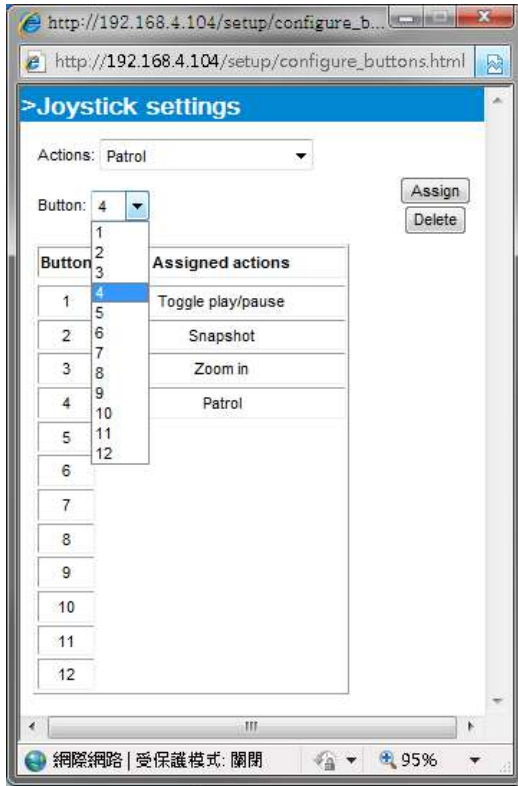 http://192.168.4.104/setup/configure_b...
http://192.168.4.104/setup/configure_buttons.html
>Joystick settings
Actions: Patrol
Assign
Button: 4
Delete
1
2
3
4
5
6
7
8
9
10
11
12
Button Assigned actions
1 Toggle play/pause
2 Snapshot
3 Zoom in
4 Patrol
5
6
7
8
9
10
11
12
網際網路 | 受保護模式: 關閉 95%